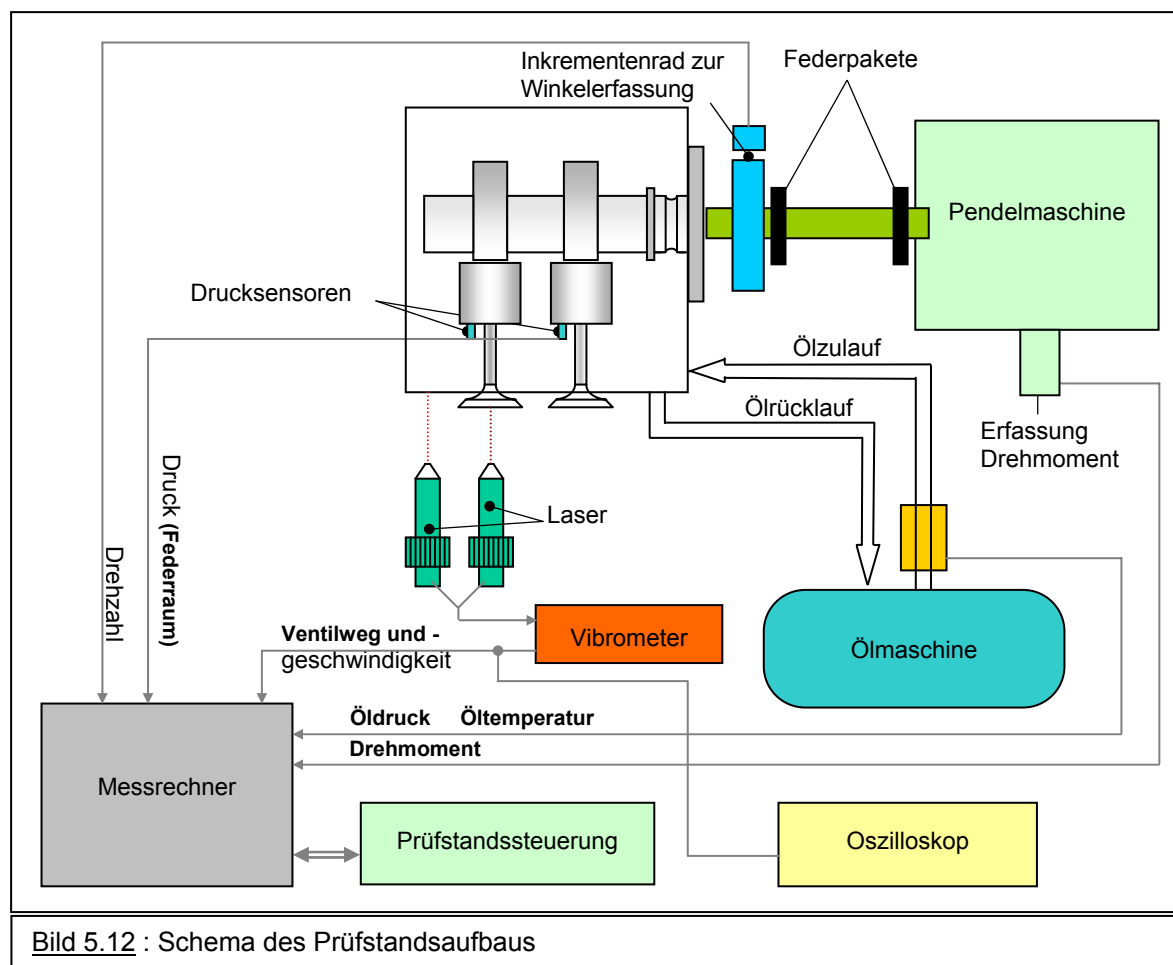 Inkrementenrad zur
Winkelerfassung
Federpakete
Pendelmaschine
Drucksensoren
Ölzulauf
Ölrücklauf
Erfassung
Drehmoment
Drehzahl
Druck (Federraum)
Laser
Ventilweg und -
geschwindigkeit
Vibrometer
Ölmaschine
Öldruck Öltemperatur
Drehmoment
Messrechner
Prüfstandssteuerung
Oszilloskop
Bild 5.12 : Schema des Prüfstandsaufbaus